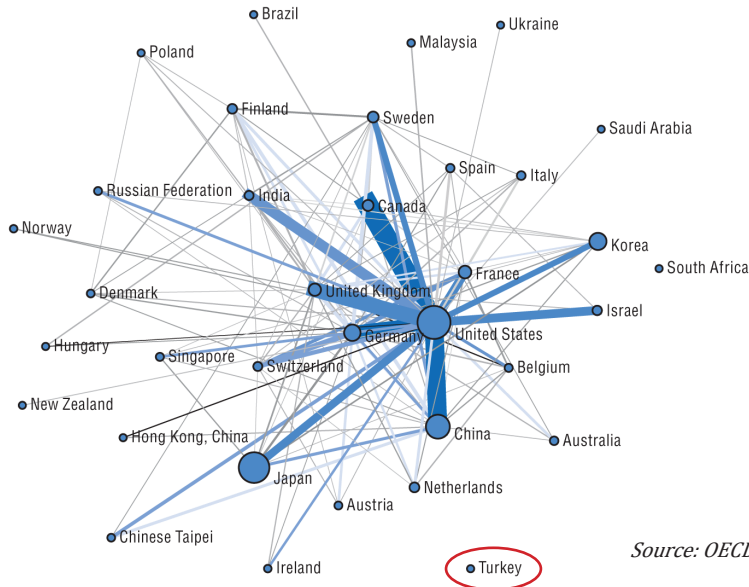 Brazil
Ukraine
Malaysia
Poland
Finland
Sweden
Saudi Arabia
Spain
Italy
Russian Federation
India
Canada
Norway
Korea
France
South Africa
Denmark
United Kingdom
Israel
United States
Germany
Hungary
Singapore
Switzerland
Belgium
New Zealand
Hong Kong, China
China
Australia
Japan
Netherlands
Austria
Chinese Taipei
Source: OECD
Ireland
Turkey